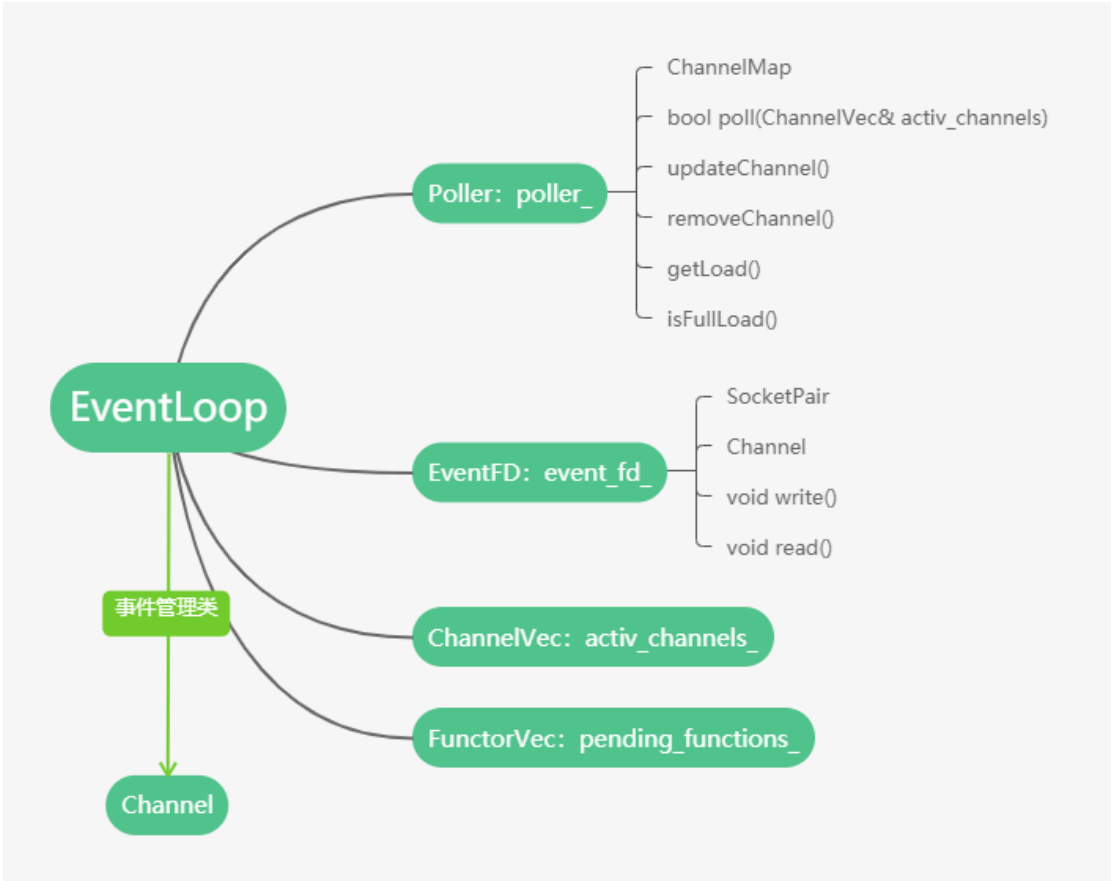 EventLoop
Poller：poller_
ChannelMap
bool poll(ChannelVec& activ_channels)
updateChannel()
removeChannel()
getLoad()
isFullLoad()
EventFD：event_fd_
SocketPair
Channel
void write()
void read()
ChannelVec：activ_channels_
FunctorVec：pending_functions_
事件管理类
Channel